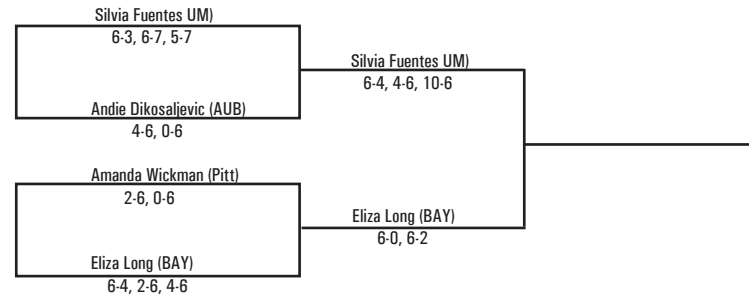 Silvia Fuentes UM)
6-3, 6-7, 5-7
Andie Dikosaljevic (AUB)
4-6, 0-6
Amanda Wickman (Pitt)
2-6, 0-6
Eliza Long (BAY)
6-4, 2-6, 4-6
Silvia Fuentes UM)
6-4, 4-6, 10-6
Eliza Long (BAY)
6-0, 6-2